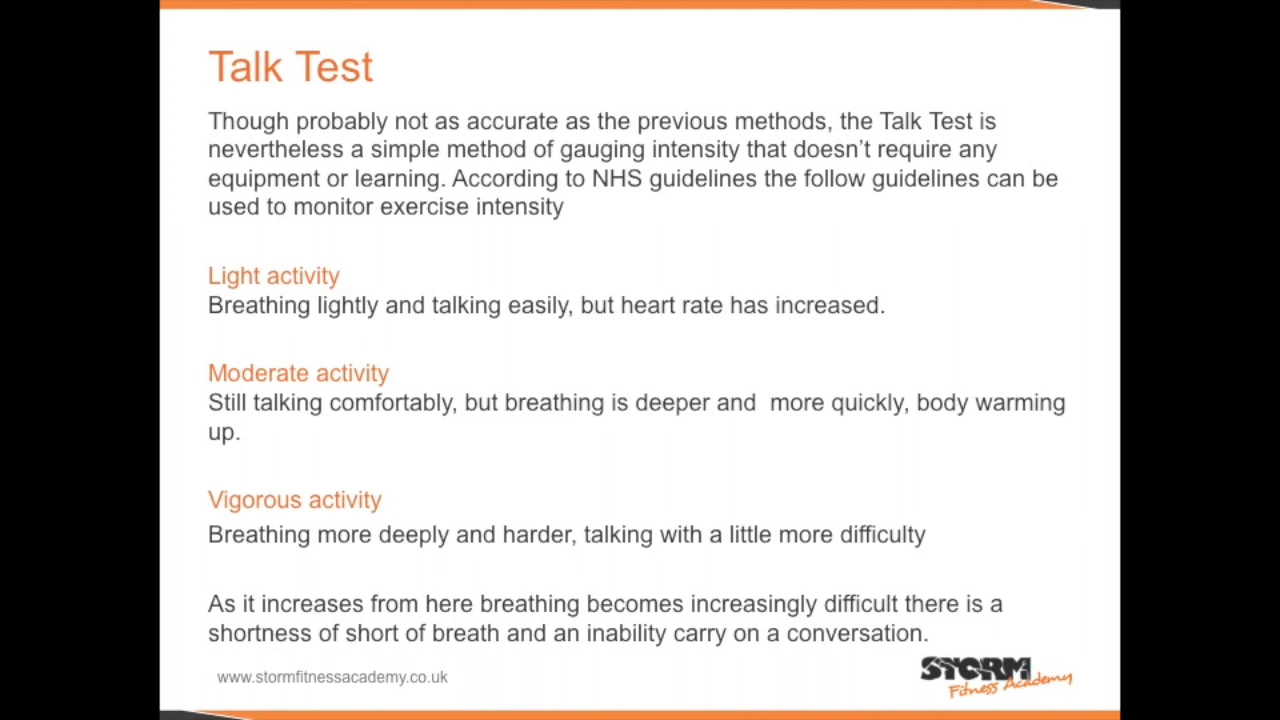 Talk Test
Though probably not as accurate as the previous methods, the Talk Test is
nevertheless a simple method of gauging intensity that doesn’t require any
equipment or learning. According to NHS guidelines the follow guidelines can be
used to monitor exercise intensity
Light activity
Breathing lightly and talking easily, but heart rate has increased.
Moderate activity
Still talking comfortably, but breathing is deeper and  more quickly, body warming
up.
Vigorous activity
Breathing more deeply and harder, talking with a little more difficulty
As it increases from here breathing becomes increasingly difficult there is a
shortness of short of breath and an inability carry on a conversation.
www.stormfitnessacademy.co.uk
STORM
Fitness Academy